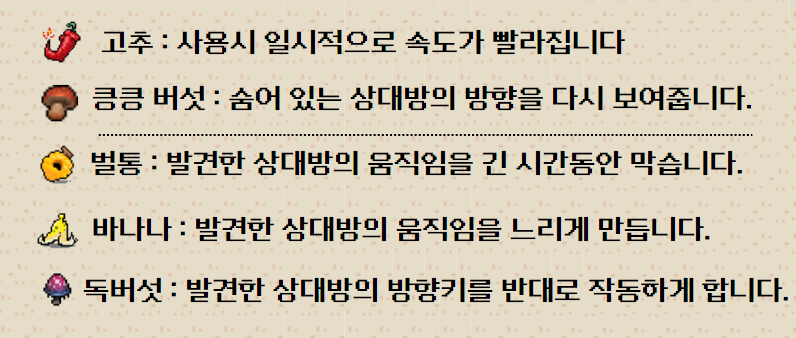 고추 : 사용시 일시적으로 속도가 빨라집니다
킁킁 버섯 : 숨어 있는 상대방의 방향을 다시 보여줍니다.
벌통 : 발견한 상대방의 움직임을 긴 시간동안 막습니다.
바나나 : 발견한 상대방의 움직임을 느리게 만듭니다.
독버섯 : 발견한 상대방의 방향키를 반대로 작동하게 합니다.